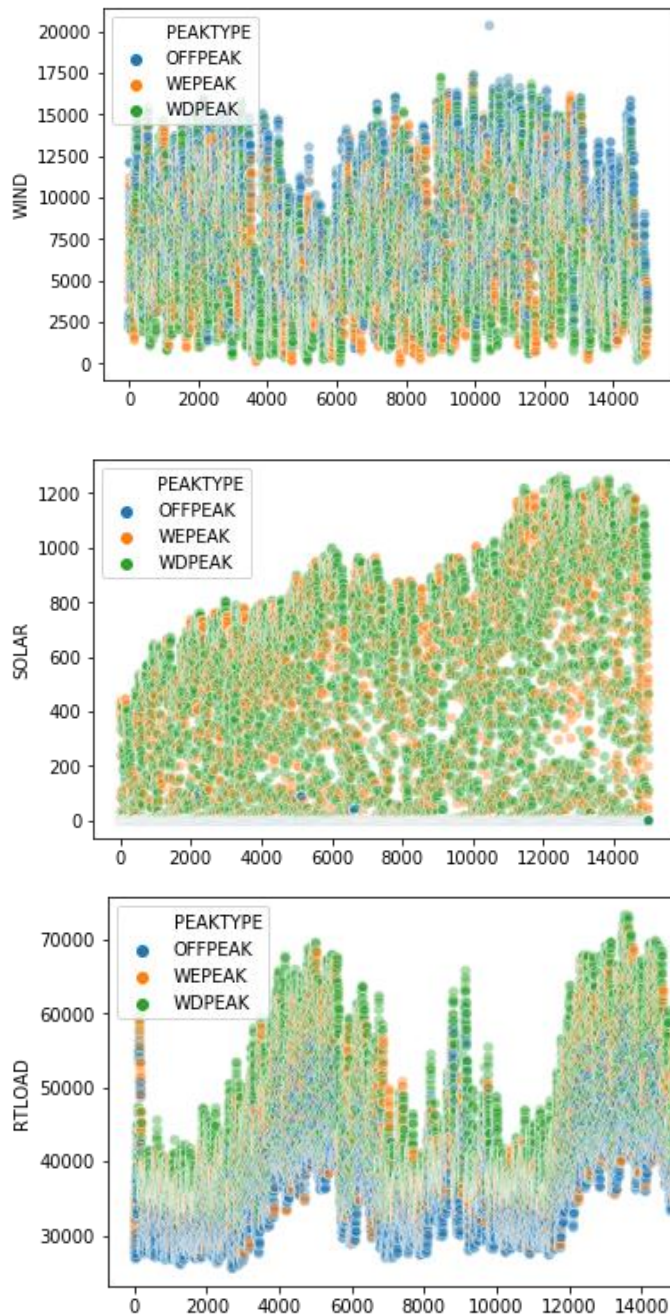 20000
17500
15000
12500
10000
7500
5000
2500
0
WIND
PEAKTYPE
OFFPEAK
WEPEAK
WDPEAK
0 2000 4000 6000 8000 10000 12000 14000
1200
1000
800
600
400
200
0
SOLAR
PEAKTYPE
OFFPEAK
WEPEAK
WDPEAK
0 2000 4000 6000 8000 10000 12000 14000
70000
60000
50000
40000
30000
RTLOAD
PEAKTYPE
OFFPEAK
WEPEAK
WDPEAK
0 2000 4000 6000 8000 10000 12000 14000